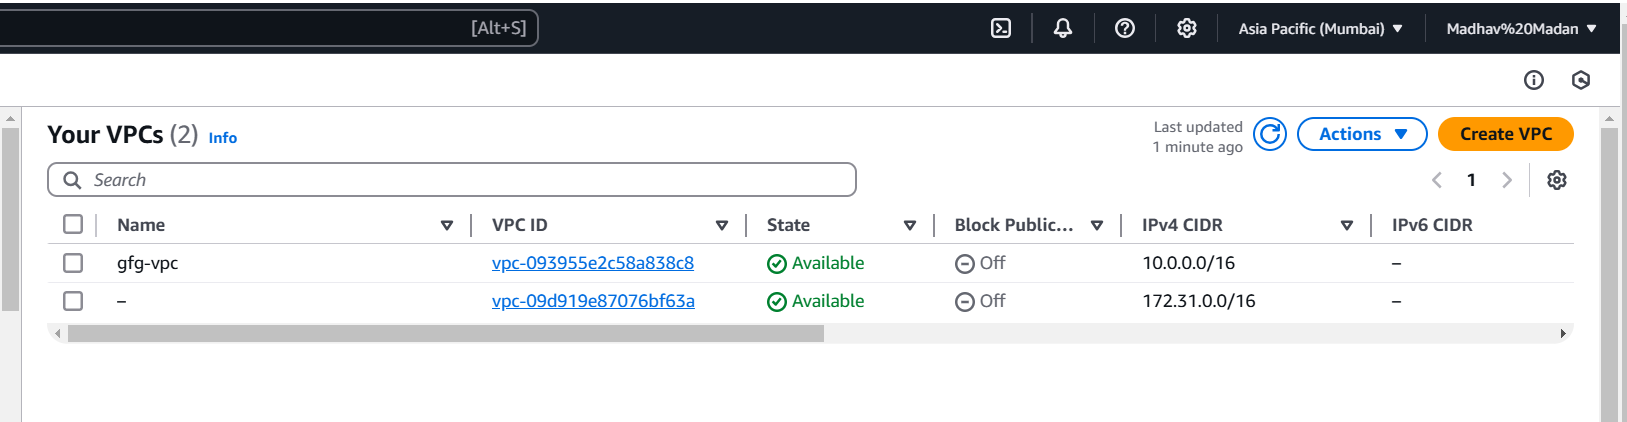 [Alt+S] Asia Pacific (Mumbai) Madhav%20Madan
Your VPCs (2) Info
Last updated
1 minute ago
Actions
Create VPC
Search
1
Name VPC ID State Block Public... IPv4 CIDR IPv6 CIDR
gfg-vpc vpc-093955e2c58a838c8 Available Off 10.0.0.0/16 –
– vpc-09d919e87076bf63a Available Off 172.31.0.0/16 –